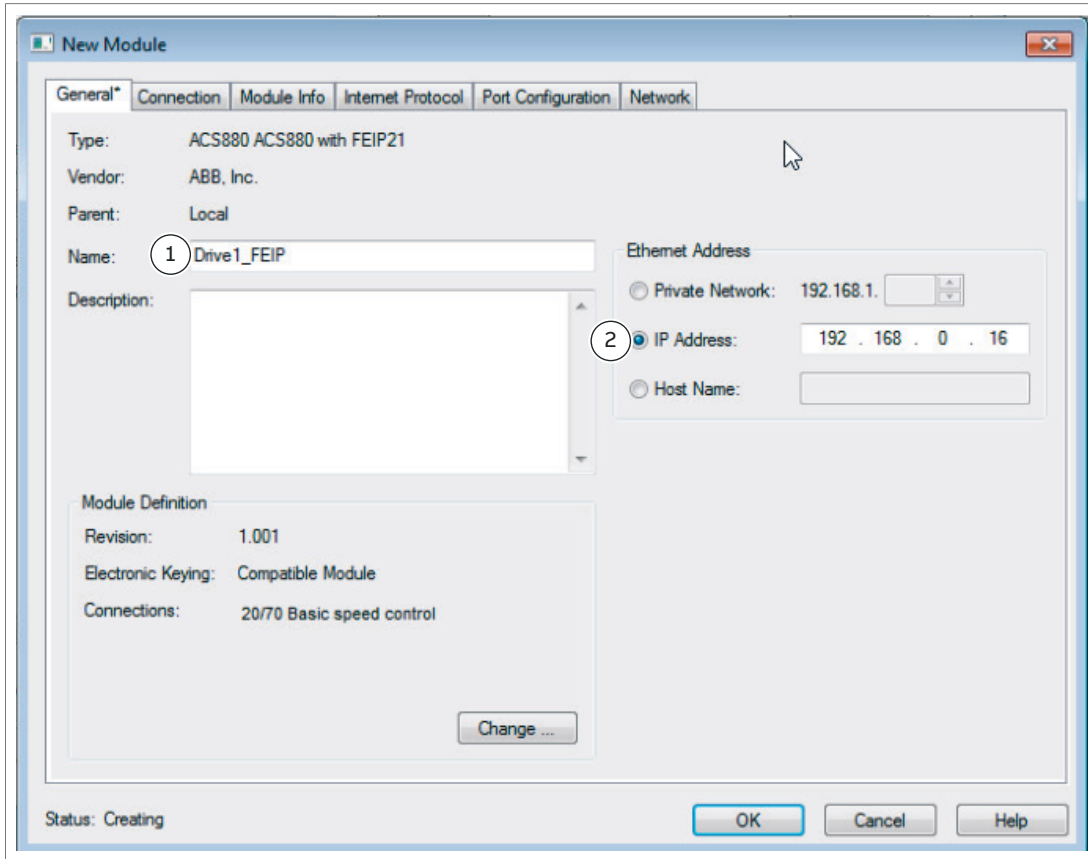 New Module
General* Connection Module Info Internet Protocol Port Configuration Network
Type: ACS880 ACS880 with FEIP21
Vendor: ABB, Inc.
Parent: Local
Name: 1 Drive1_FEIP
Description:
Ethernet Address
Private Network: 192.168.1.
2 IP Address: 192 . 168 . 0 . 16
Host Name:
Module Definition
Revision: 1.001
Electronic Keying: Compatible Module
Connections: 20/70 Basic speed control
Change ...
Status: Creating
OK Cancel Help